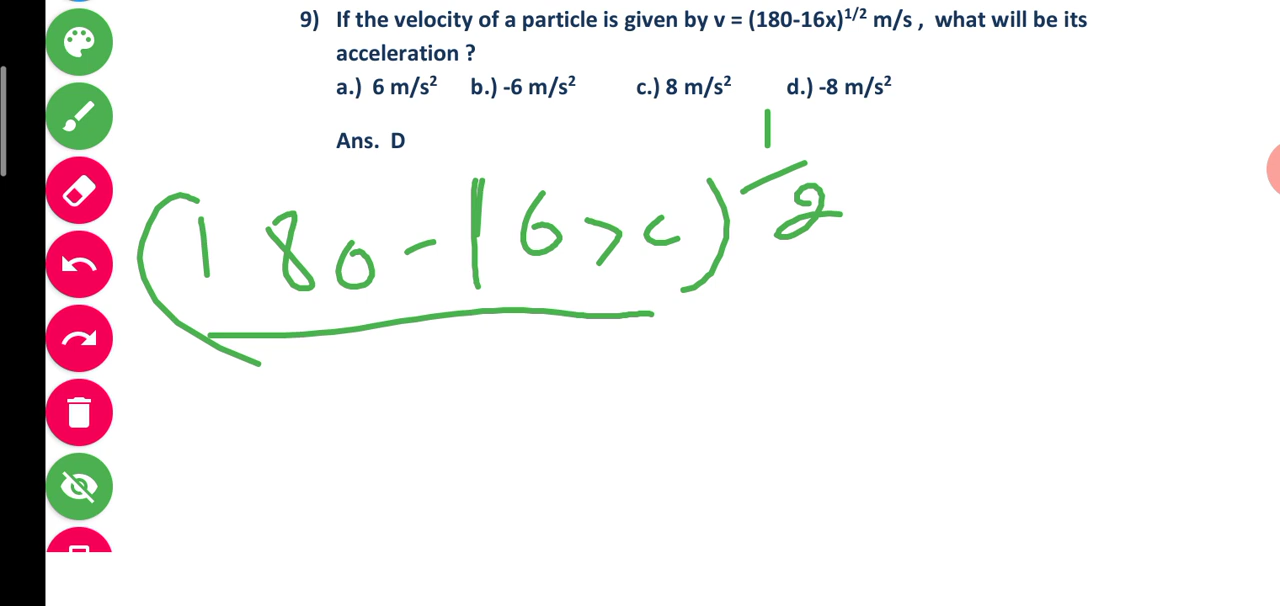 9) If the velocity of a particle is given by v = (180-16x)¹/² m/s , what will be its
acceleration ?
a.) 6 m/s² b.) -6 m/s² c.) 8 m/s² d.) -8 m/s²
Ans. D
(180-16x)¹/²